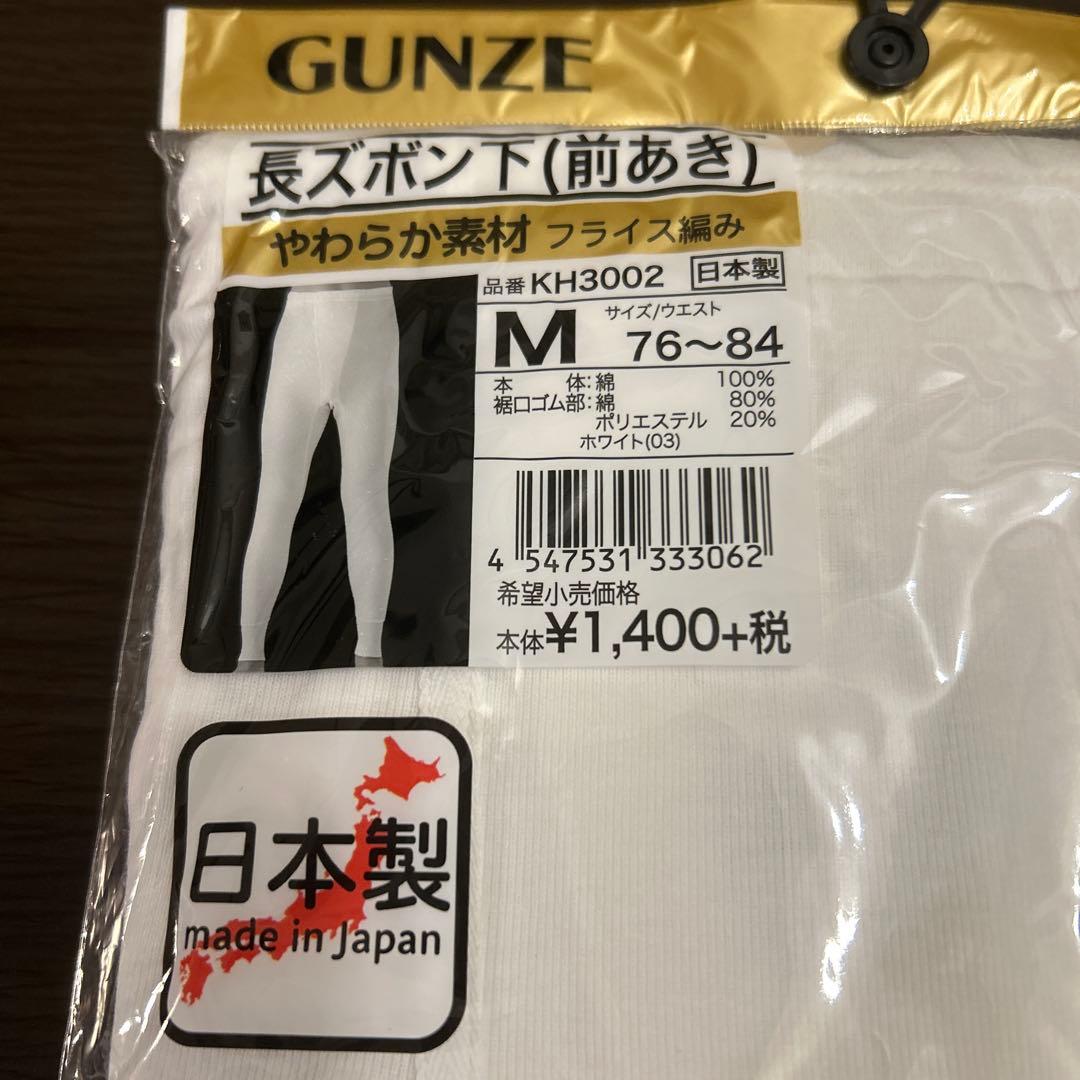 GUNZE
長ズボン下(前あき)
やわらか素材 フライス編み
品番 KH3002 日本製
サイズ/ウエスト
M 76〜84
本 体:綿 100%
裾口ゴム部:綿 80%
ポリエステル 20%
ホワイト(03)
4 547531 333062
希望小売価格
本体¥1,400+税
日本製
made in Japan